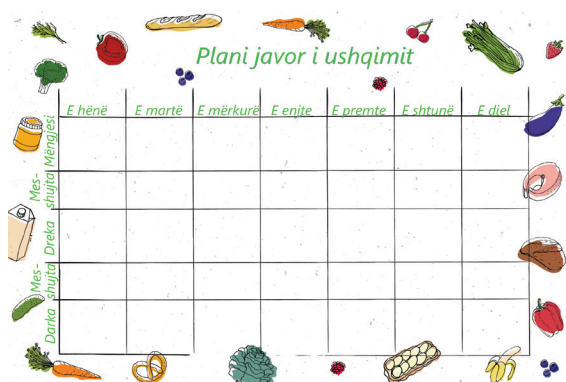 Plani javor i ushqimit
E hënë E martë E mërkurë E enjte E premte E shtunë E diel
Mëngjesi
Mes-
shujta
Dreka
Mes-
shujta
Darka